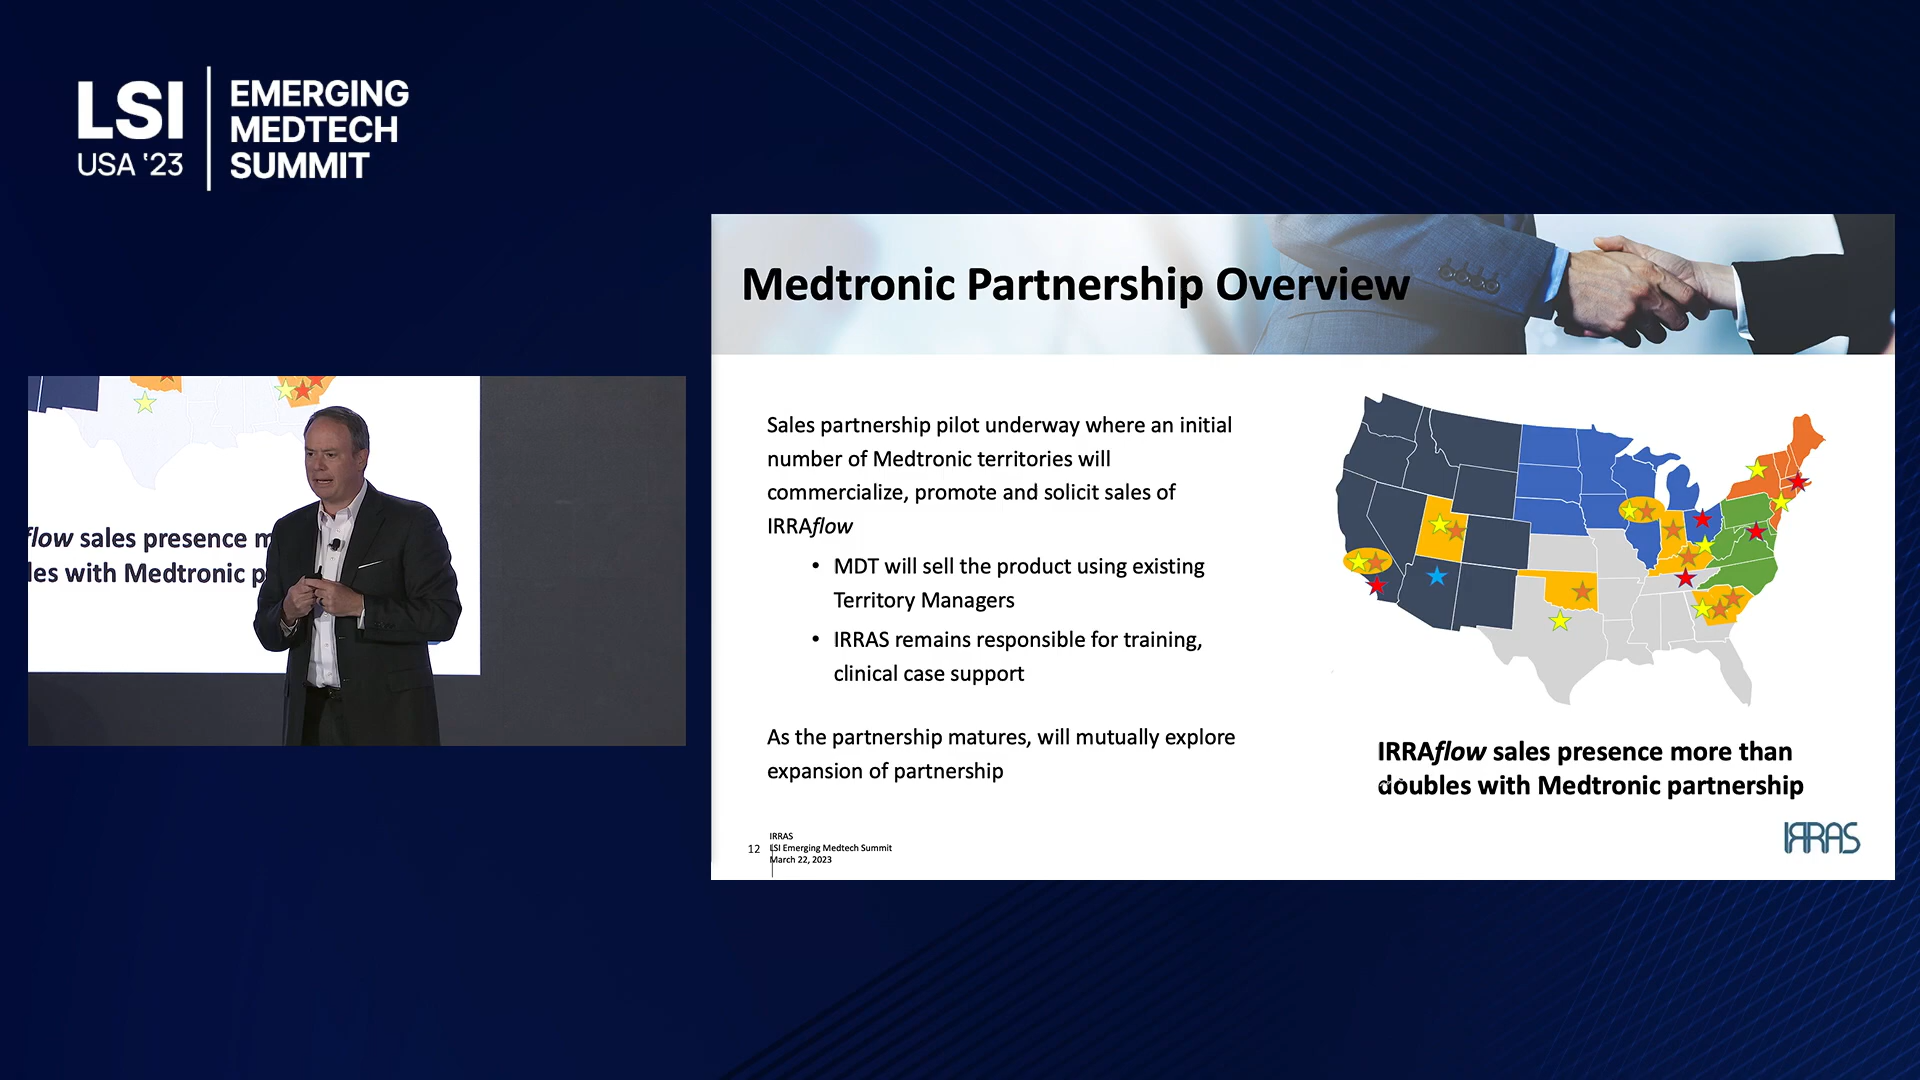 LSI
USA '23
EMERGING
MEDTECH
SUMMIT
flow sales presence m
les with Medtronic p
Medtronic Partnership Overview
Sales partnership pilot underway where an initial
number of Medtronic territories will
commercialize, promote and solicit sales of
IRRAflow
• MDT will sell the product using existing
Territory Managers
• IRRAS remains responsible for training,
clinical case support
As the partnership matures, will mutually explore
expansion of partnership
IRRAflow sales presence more than
doubles with Medtronic partnership
12
IRRAS
LSI Emerging Medtech Summit
March 22, 2023
IRRAS